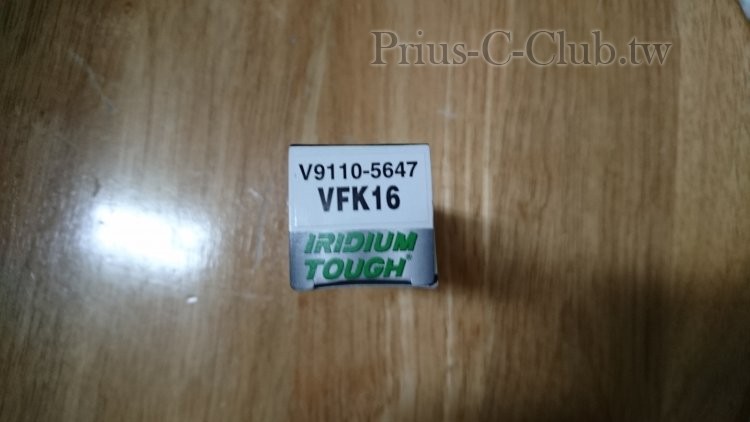 Prius-C-Club.tw
V9110-5647
VFK16
IRIDIUM
TOUGH®